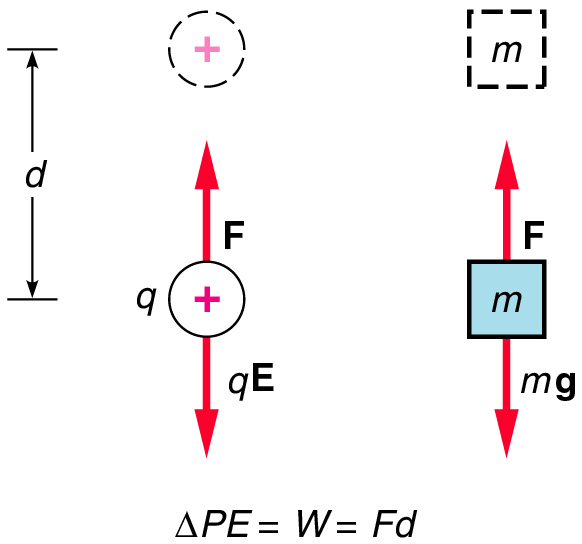 + m
d
F F
q + m
qE mg
ΔPE = W = Fd